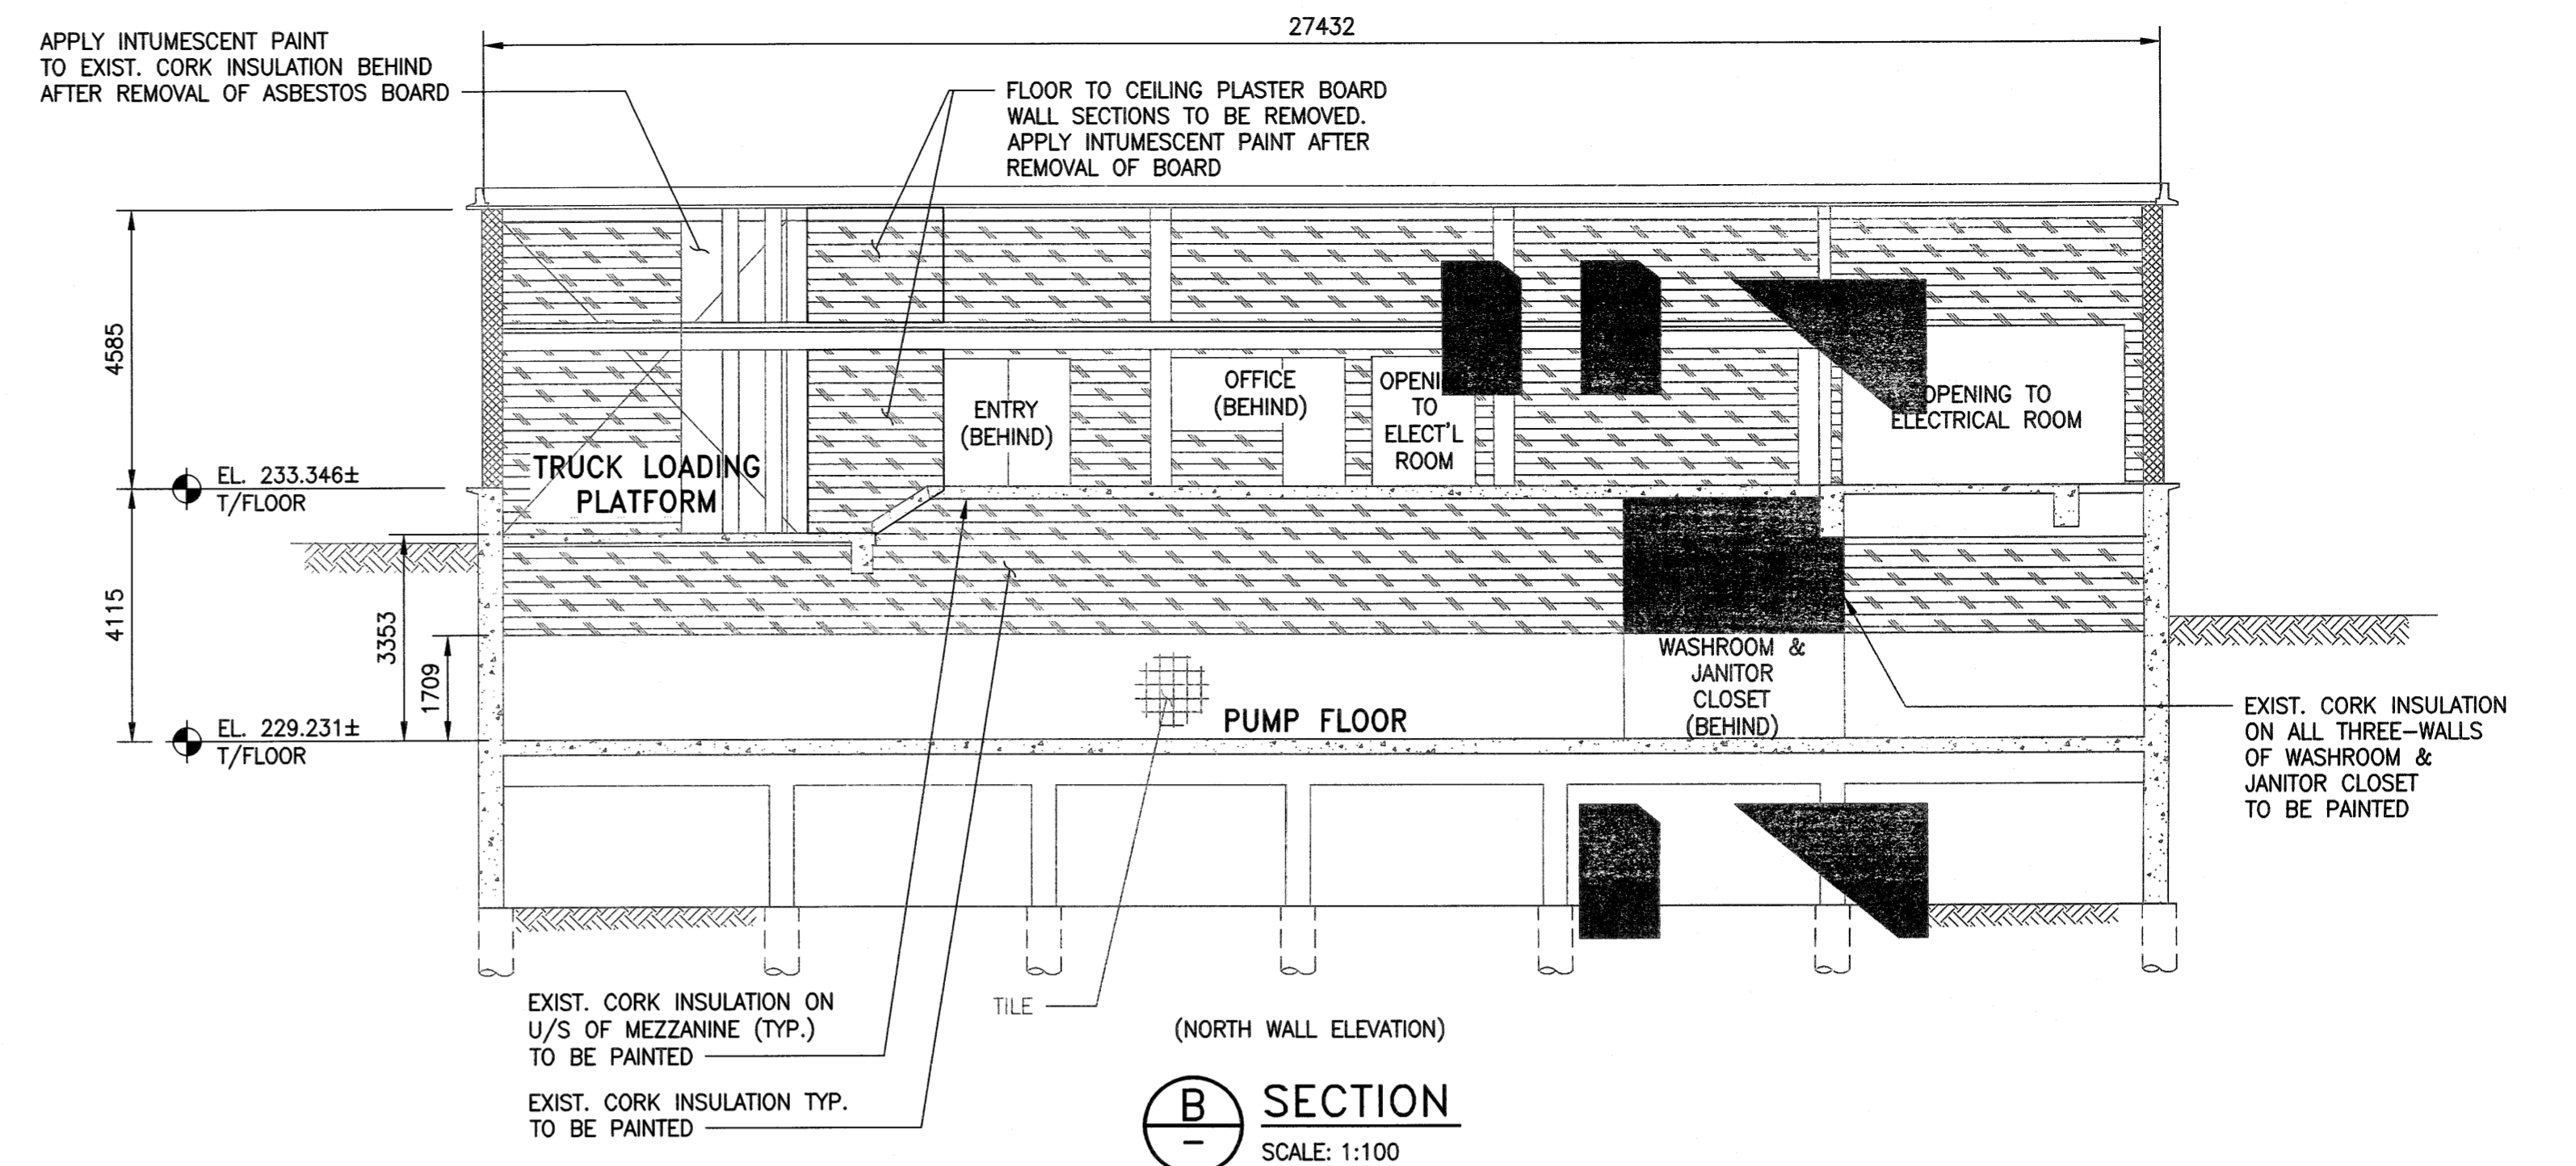 27432
APPLY INTUMESCENT PAINT
TO EXIST. CORK INSULATION BEHIND
AFTER REMOVAL OF ASBESTOS BOARD
FLOOR TO CEILING PLASTER BOARD
WALL SECTIONS TO BE REMOVED.
APPLY INTUMESCENT PAINT AFTER
REMOVAL OF BOARD
4585
ENTRY
(BEHIND)
OFFICE
(BEHIND)
TO
ELECT'L
ROOM
OPENING TO
ELECTRICAL ROOM
TRUCK LOADING
PLATFORM
EL. 233.346±
T/FLOOR
4115
3353
1709
EL. 229.231±
T/FLOOR
PUMP FLOOR
WASHROOM &
JANITOR
CLOSET
(BEHIND)
EXIST. CORK INSULATION
ON ALL THREE-WALLS
OF WASHROOM &
JANITOR CLOSET
TO BE PAINTED
EXIST. CORK INSULATION ON
U/S OF MEZZANINE (TYP.)
TO BE PAINTED
TILE
EXIST. CORK INSULATION TYP.
TO BE PAINTED
(NORTH WALL ELEVATION)
B
–
SECTION
SCALE: 1:100